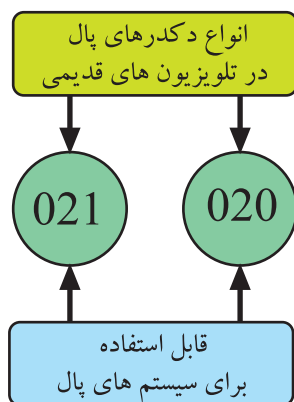 انواع دکدرهای پال
در تلویزیون های قدیمی
021
020
قابل استفاده
برای سیستم های پال